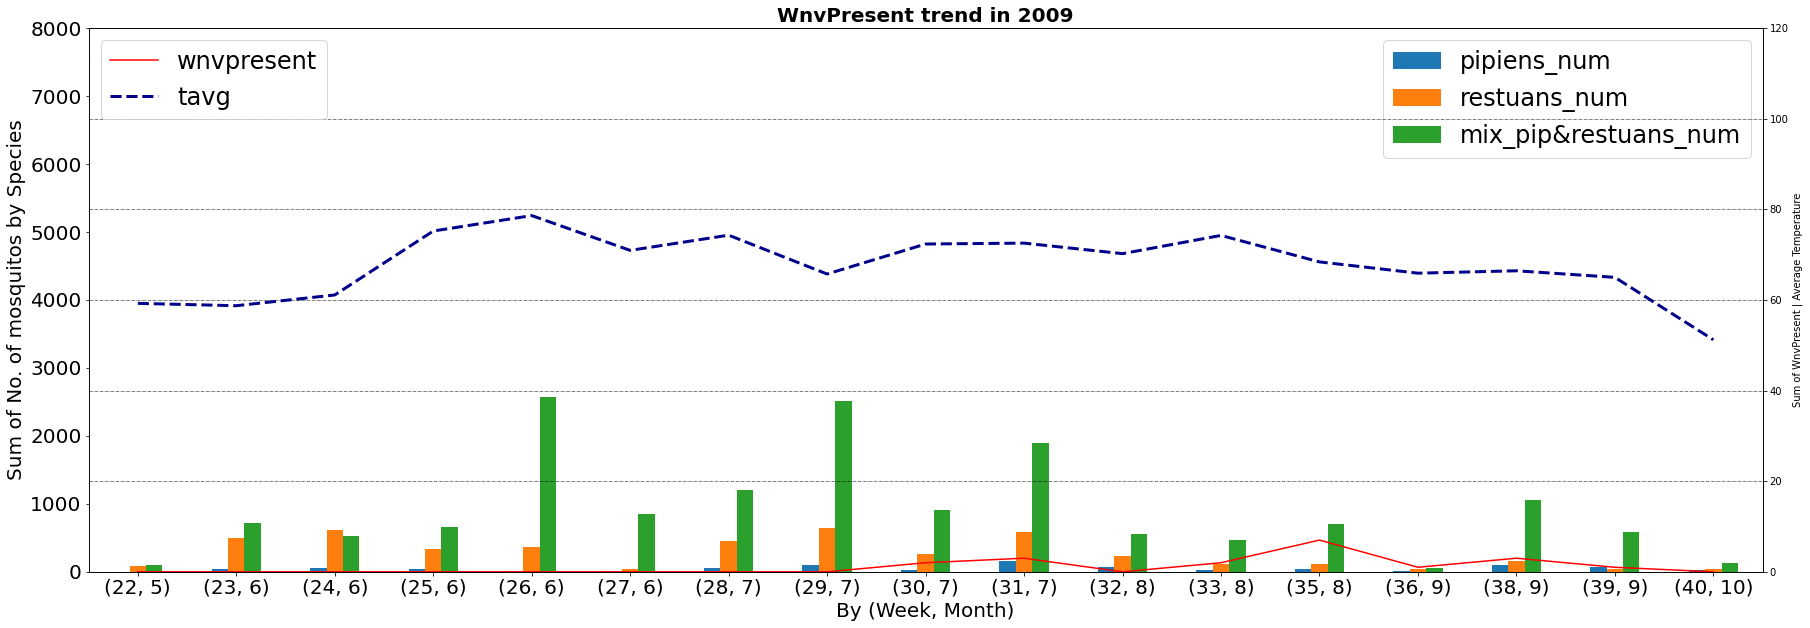 WnvPresent trend in 2009
8000
7000
6000
5000
4000
3000
2000
1000
0
Sum of No. of mosquitos by Species
wnvpresent
tavg
pipiens_num
restuans_num
mix_pip&restuans_num
120
100
80
60
40
20
0
Sum of WnvPresent | Average Temperature
(22, 5) (23, 6) (24, 6) (25, 6) (26, 6) (27, 6) (28, 7) (29, 7) (30, 7) (31, 7) (32, 8) (33, 8) (35, 8) (36, 9) (38, 9) (39, 9) (40, 10)
By (Week, Month)